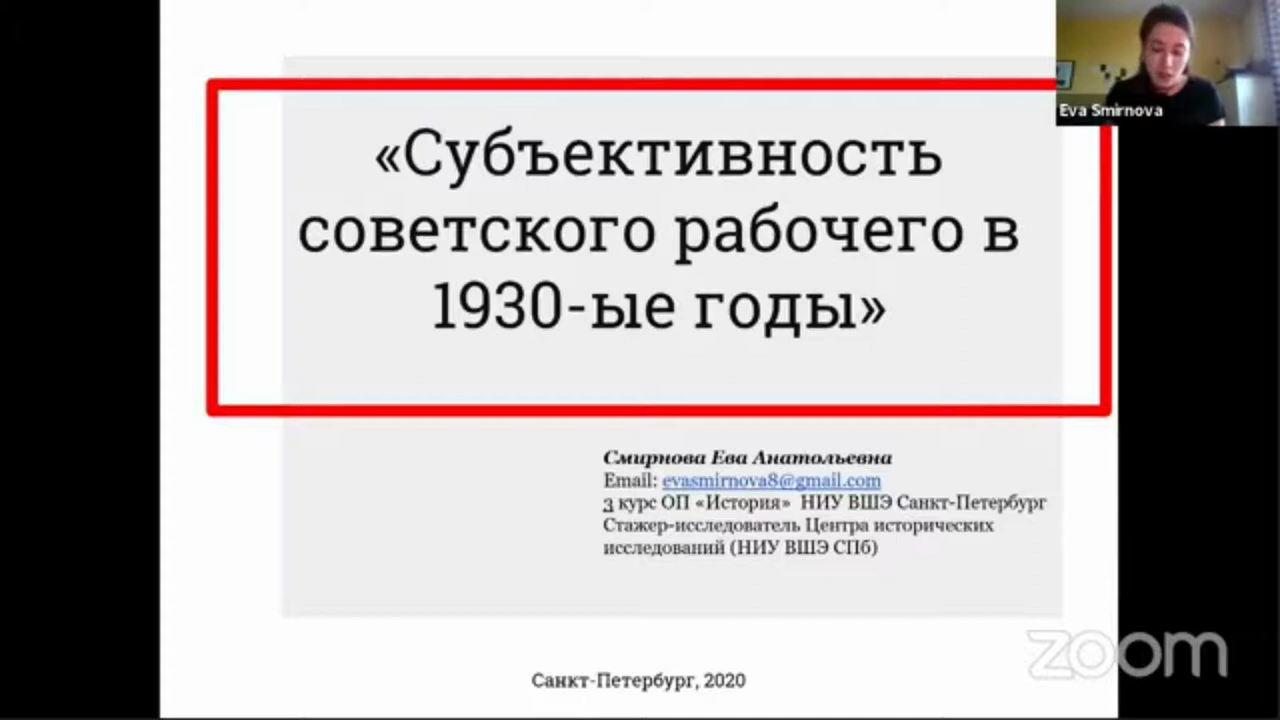 Eva Smirnova
«Субъективность
советского рабочего в
1930-ые годы»
Смирнова Ева Анатольевна
Email: evasmirnova8@gmail.com
3 курс ОП «История» НИУ ВШЭ Санкт-Петербург
Стажер-исследователь Центра исторических
исследований (НИУ ВШЭ СПб)
Санкт-Петербург, 2020
zoom